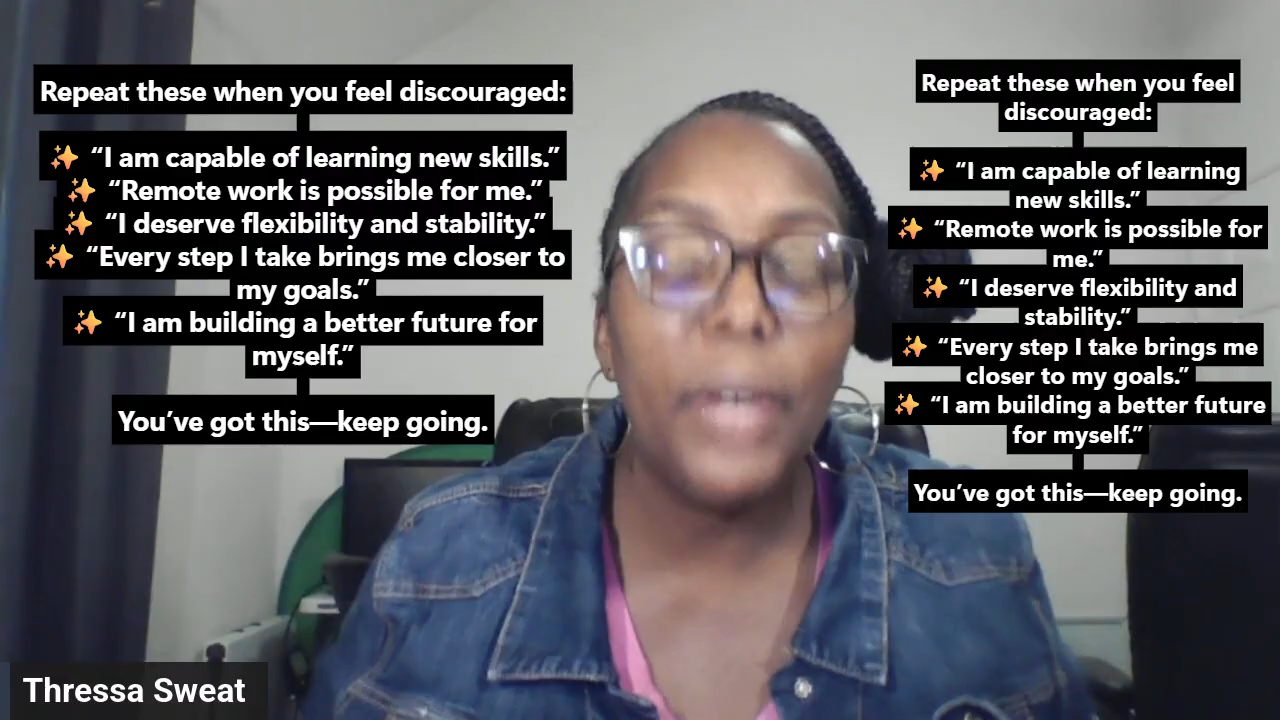 Repeat these when you feel discouraged:
✨ “I am capable of learning new skills.”
✨ “Remote work is possible for me.”
✨ “I deserve flexibility and stability.”
✨ “Every step I take brings me closer to
my goals.”
✨ “I am building a better future for
myself.”
You’ve got this—keep going.
Repeat these when you feel
discouraged:
✨ “I am capable of learning
new skills.”
✨ “Remote work is possible for
me.”
✨ “I deserve flexibility and
stability.”
✨ “Every step I take brings me
closer to my goals.”
✨ “I am building a better future
for myself.”
You’ve got this—keep going.
Thressa Sweat